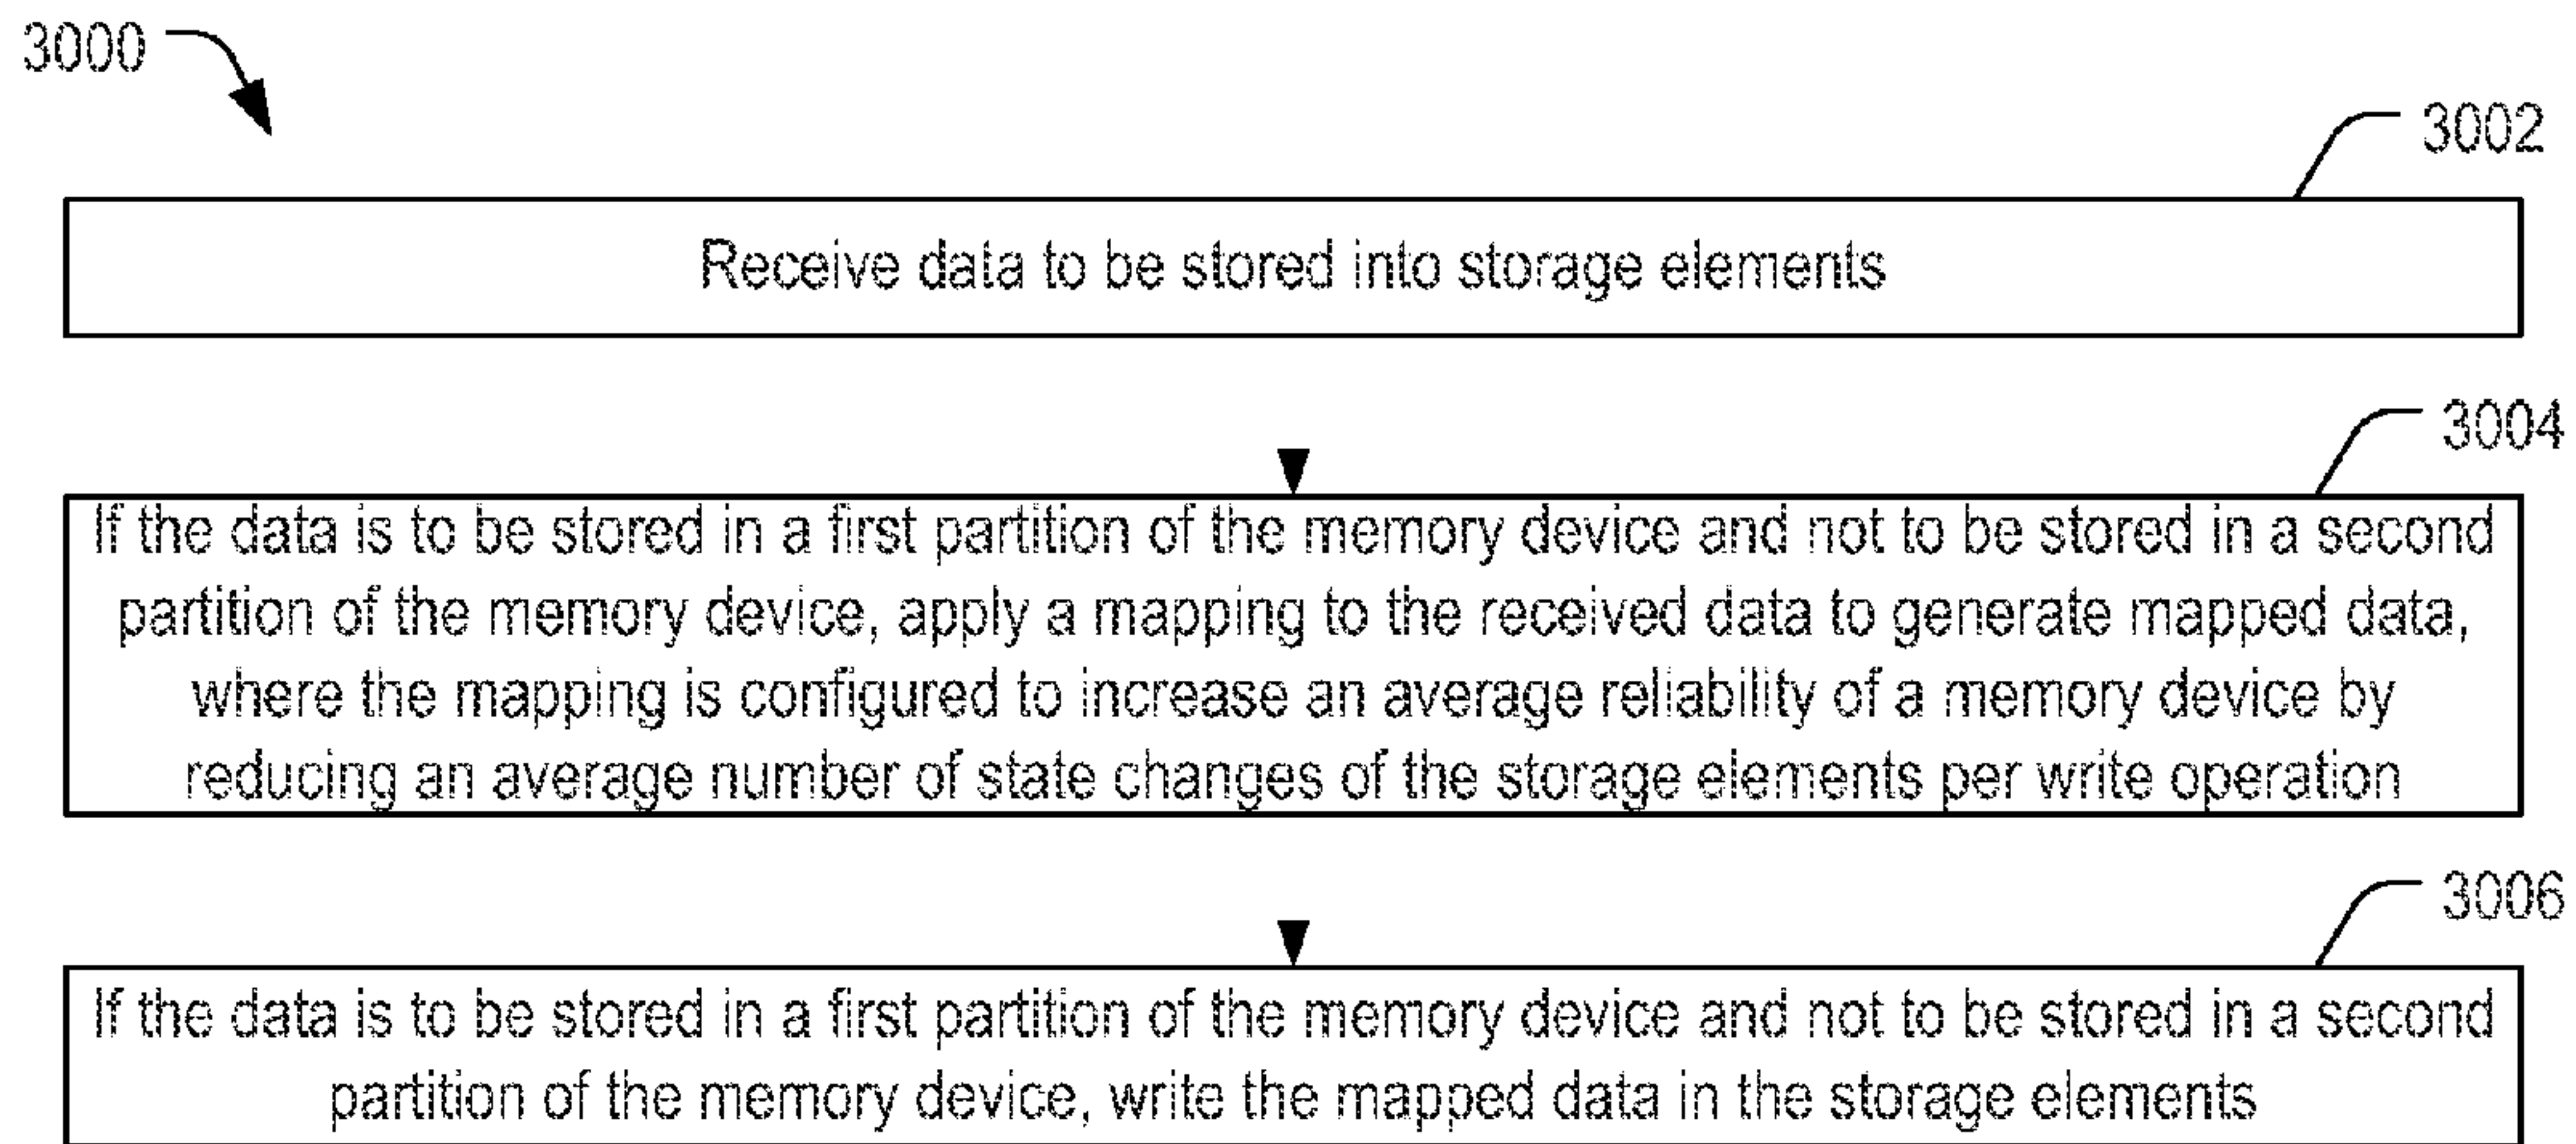 3000
3002
Receive data to be stored into storage elements
3004
If the data is to be stored in a first partition of the memory device and not to be stored in a second
partition of the memory device, apply a mapping to the received data to generate mapped data,
where the mapping is configured to increase an average reliability of a memory device by
reducing an average number of state changes of the storage elements per write operation
3006
If the data is to be stored in a first partition of the memory device and not to be stored in a second
partition of the memory device, write the mapped data in the storage elements